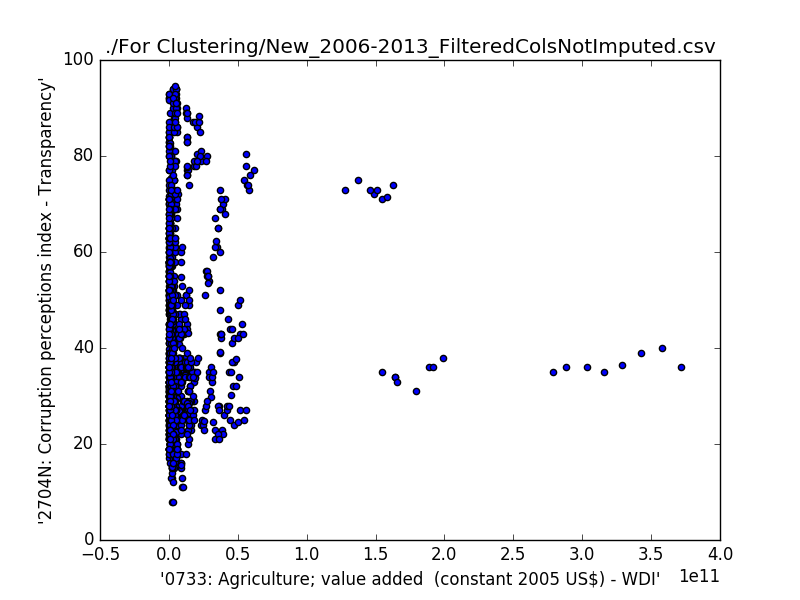 ./For Clustering/New_2006-2013_FilteredColsNotImputed.csv
100
80
60
40
20
0
'2704N: Corruption perceptions index - Transparency'
−0.5 0.0 0.5 1.0 1.5 2.0 2.5 3.0 3.5 4.0
1e11
'0733: Agriculture; value added  (constant 2005 US$) - WDI'